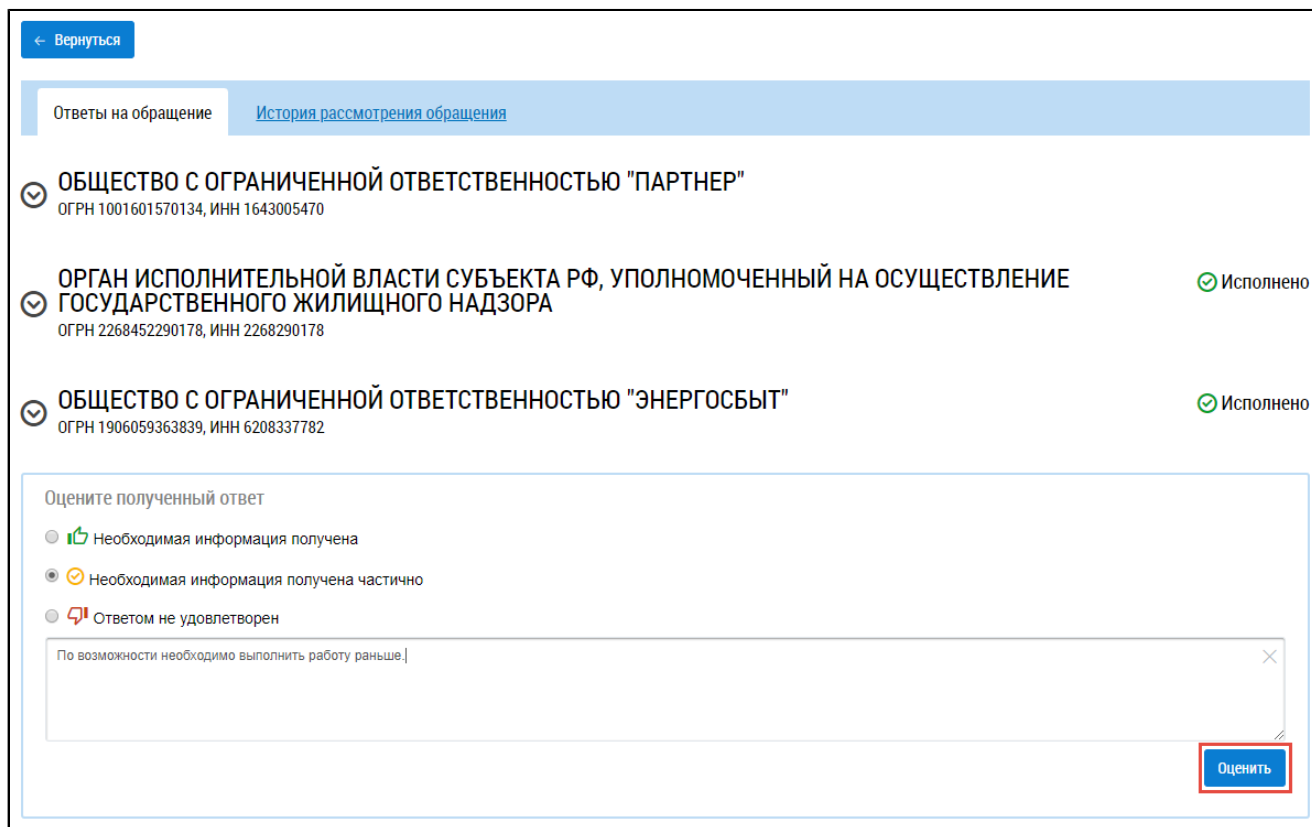 ← Вернуться
Ответы на обращение История рассмотрения обращения
ОБЩЕСТВО С ОГРАНИЧЕННОЙ ОТВЕТСТВЕННОСТЬЮ "ПАРТНЕР"
ОГРН 1001601570134, ИНН 1643005470
ОРГАН ИСПОЛНИТЕЛЬНОЙ ВЛАСТИ СУБЪЕКТА РФ, УПОЛНОМОЧЕННЫЙ НА ОСУЩЕСТВЛЕНИЕ
ГОСУДАРСТВЕННОГО ЖИЛИЩНОГО НАДЗОРА
Исполнено
ОГРН 2268452290178, ИНН 2268290178
ОБЩЕСТВО С ОГРАНИЧЕННОЙ ОТВЕТСТВЕННОСТЬЮ "ЭНЕРГОСБЫТ"
Исполнено
ОГРН 1906059363839, ИНН 6208337782
Оцените полученный ответ
Необходимая информация получена
Необходимая информация получена частично
Ответом не удовлетворен
По возможности необходимо выполнить работу раньше.
Оценить